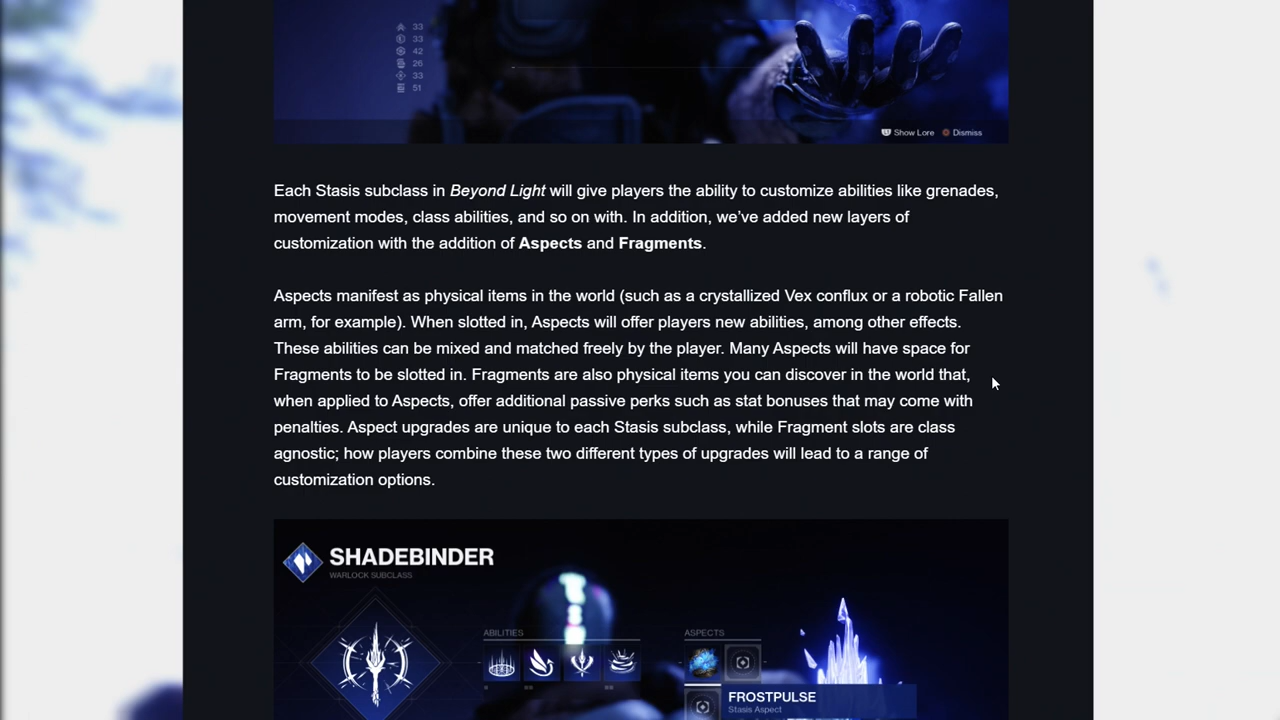 33
33
42
26
33
51
Show Lore Dismiss
Each Stasis subclass in Beyond Light will give players the ability to customize abilities like grenades,
movement modes, class abilities, and so on with. In addition, we’ve added new layers of
customization with the addition of Aspects and Fragments.
Aspects manifest as physical items in the world (such as a crystallized Vex conflux or a robotic Fallen
arm, for example). When slotted in, Aspects will offer players new abilities, among other effects.
These abilities can be mixed and matched freely by the player. Many Aspects will have space for
Fragments to be slotted in. Fragments are also physical items you can discover in the world that,
when applied to Aspects, offer additional passive perks such as stat bonuses that may come with
penalties. Aspect upgrades are unique to each Stasis subclass, while Fragment slots are class
agnostic; how players combine these two different types of upgrades will lead to a range of
customization options.
SHADEBINDER
WARLOCK SUBCLASS
ABILITIES
ASPECTS
FROSTPULSE
Stasis Aspect